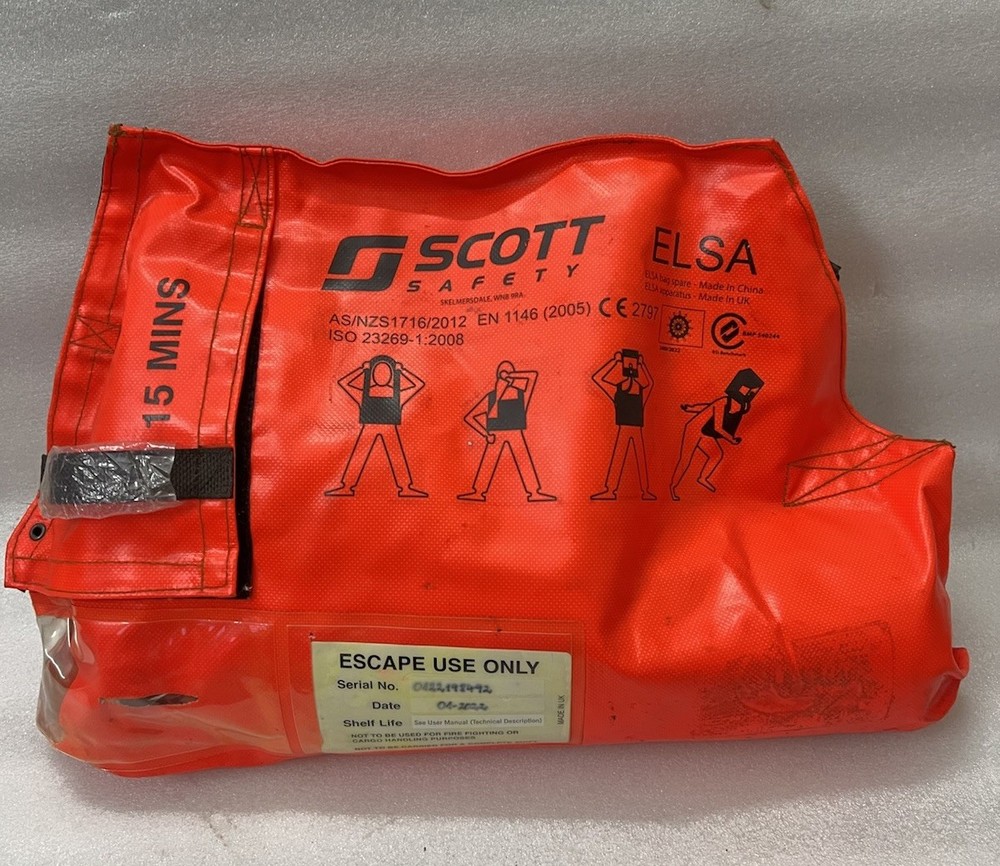 15 MINS
SCOTT
SAFETY
SKELMERSDALE, WN8 9RA.
ELSA
ELSA bag spare - Made In China
ELSA apparatus - Made in UK
AS/NZS1716/2012 EN 1146 (2005) CE 2797
ISO 23269-1:2008
ESCAPE USE ONLY
Serial No.
Date 04-2022
Shelf Life See User Manual (Technical Description)
MADE IN UK
NOT TO BE USED FOR FIRE FIGHTING OR
CARGO HANDLING PURPOSES